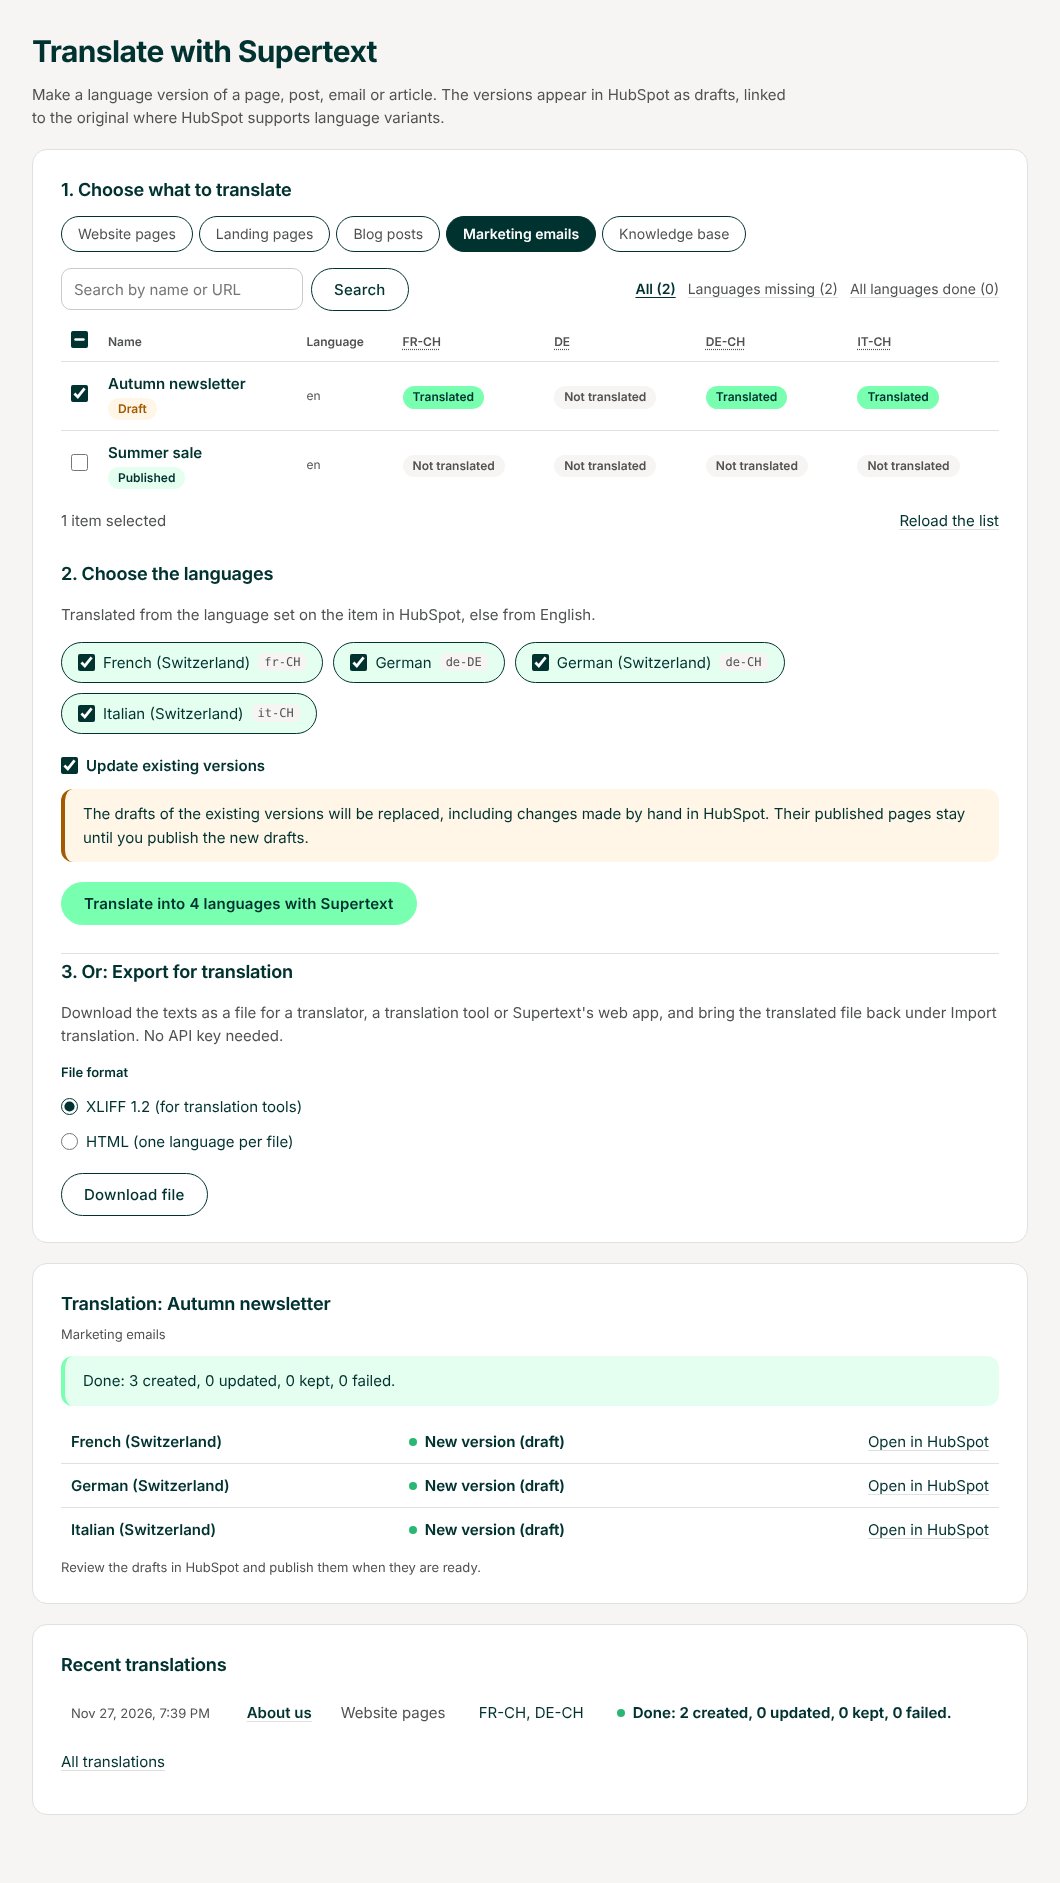 Translate with Supertext
Make a language version of a page, post, email or article. The versions appear in HubSpot as drafts, linked
to the original where HubSpot supports language variants.
1. Choose what to translate
Website pages
Landing pages
Blog posts
Marketing emails
Knowledge base
Search by name or URL
Search
All (2)
Languages missing (2)
All languages done (0)
Name Language FR-CH DE DE-CH IT-CH
Autumn newsletter
Draft
en Translated Not translated Translated Translated
Summer sale
Published
en Not translated Not translated Not translated Not translated
1 item selected
Reload the list
2. Choose the languages
Translated from the language set on the item in HubSpot, else from English.
French (Switzerland) fr-CH
German de-DE
German (Switzerland) de-CH
Italian (Switzerland) it-CH
Update existing versions
The drafts of the existing versions will be replaced, including changes made by hand in HubSpot. Their published pages stay
until you publish the new drafts.
Translate into 4 languages with Supertext
3. Or: Export for translation
Download the texts as a file for a translator, a translation tool or Supertext's web app, and bring the translated file back under Import
translation. No API key needed.
File format
XLIFF 1.2 (for translation tools)
HTML (one language per file)
Download file
Translation: Autumn newsletter
Marketing emails
Done: 3 created, 0 updated, 0 kept, 0 failed.
French (Switzerland) New version (draft) Open in HubSpot
German (Switzerland) New version (draft) Open in HubSpot
Italian (Switzerland) New version (draft) Open in HubSpot
Review the drafts in HubSpot and publish them when they are ready.
Recent translations
Nov 27, 2026, 7:39 PM About us Website pages FR-CH, DE-CH Done: 2 created, 0 updated, 0 kept, 0 failed.
All translations